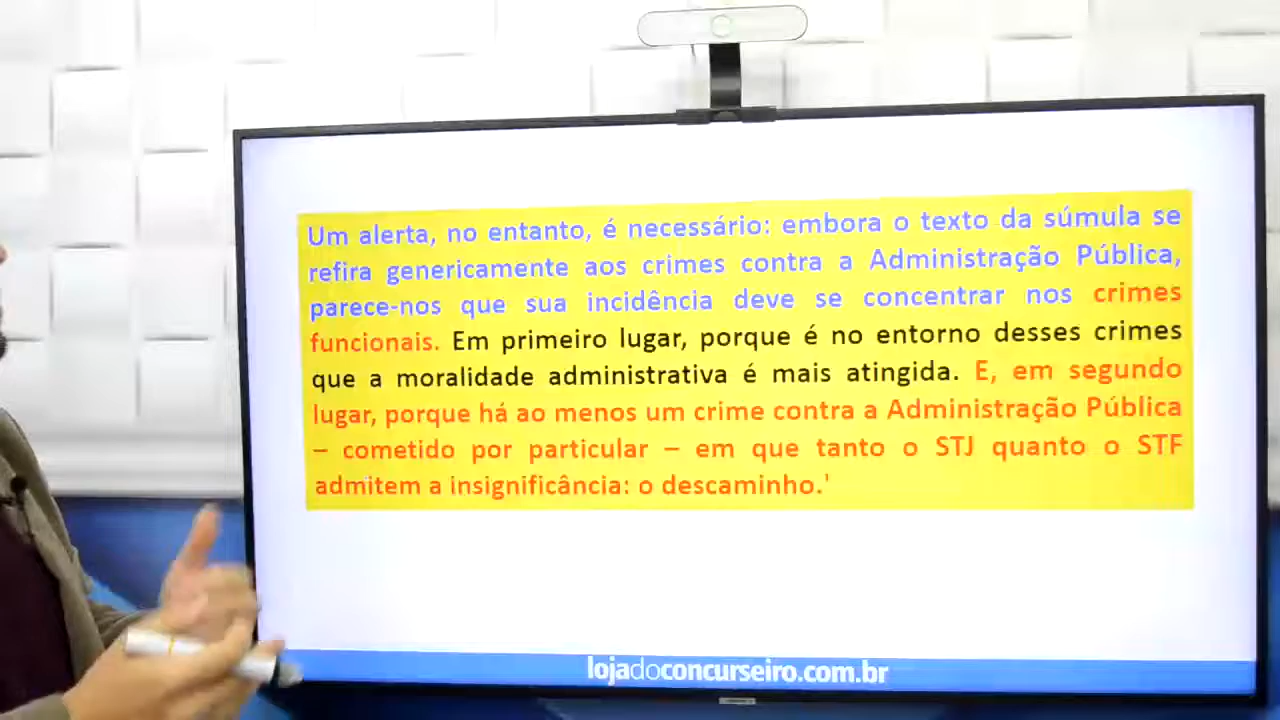 Um alerta, no entanto, é necessário: embora o texto da súmula se
refira genericamente aos crimes contra a Administração Pública,
parece-nos que sua incidência deve se concentrar nos crimes
funcionais. Em primeiro lugar, porque é no entorno desses crimes
que a moralidade administrativa é mais atingida. E, em segundo
lugar, porque há ao menos um crime contra a Administração Pública
– cometido por particular – em que tanto o STJ quanto o STF
admitem a insignificância: o descaminho.'
lojadoconcurseiro.com.br